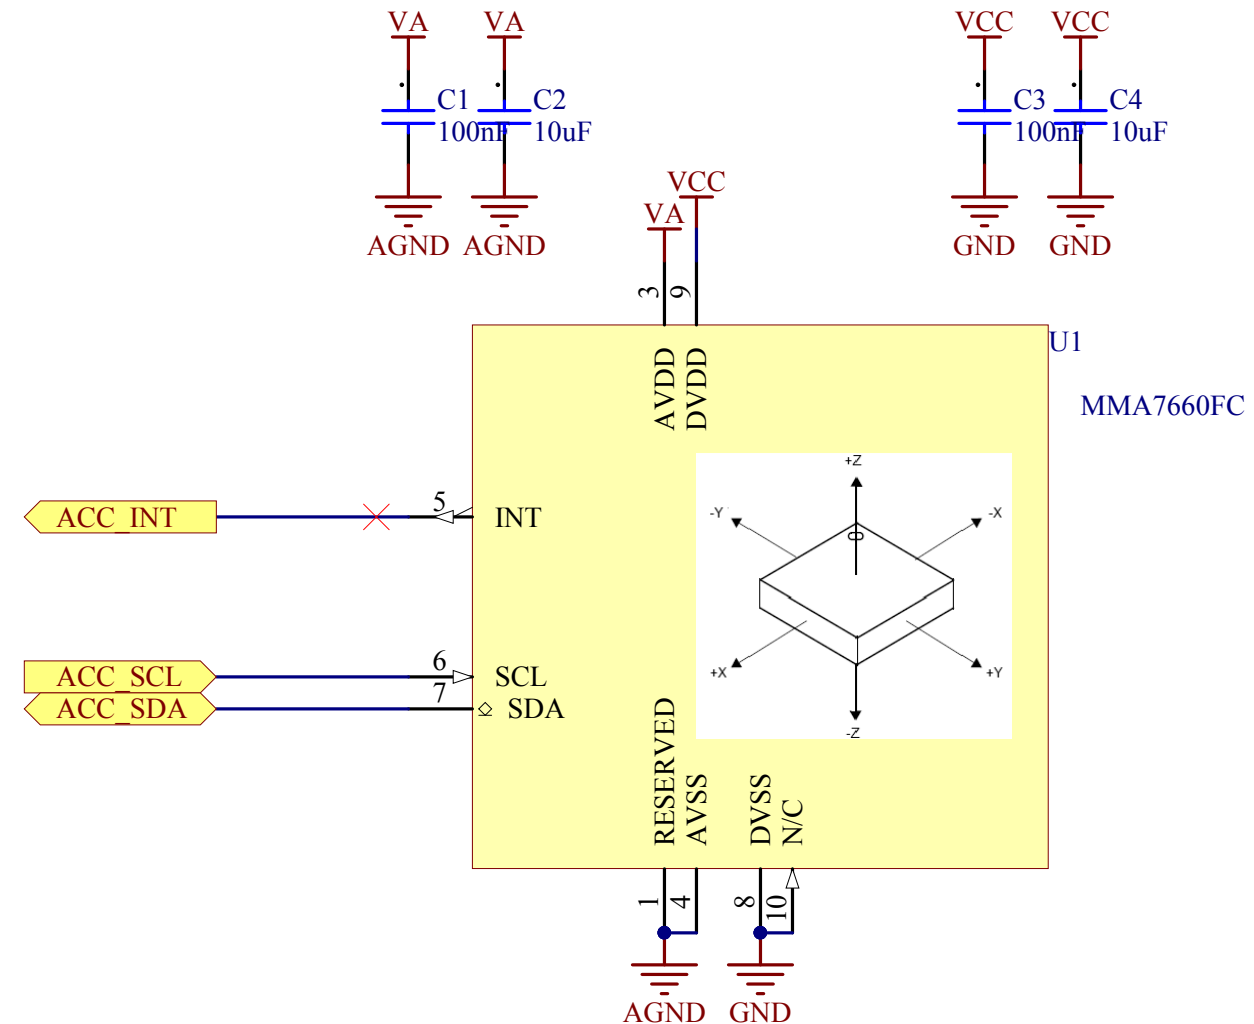 VA VA VCC VCC
C1 C2 C3 C4
100nF 10uF 100nF 10uF
AGND AGND GND GND
VCC
VA
3 9
U1
AVDD DVDD
MMA7660FC
+Z
-Y -X
0
ACC_INT 5 INT
+X +Y
-Z
ACC_SCL 6 SCL
ACC_SDA 7 SDA
RESERVED AVSS DVSS N/C
1 4 8 10
AGND GND